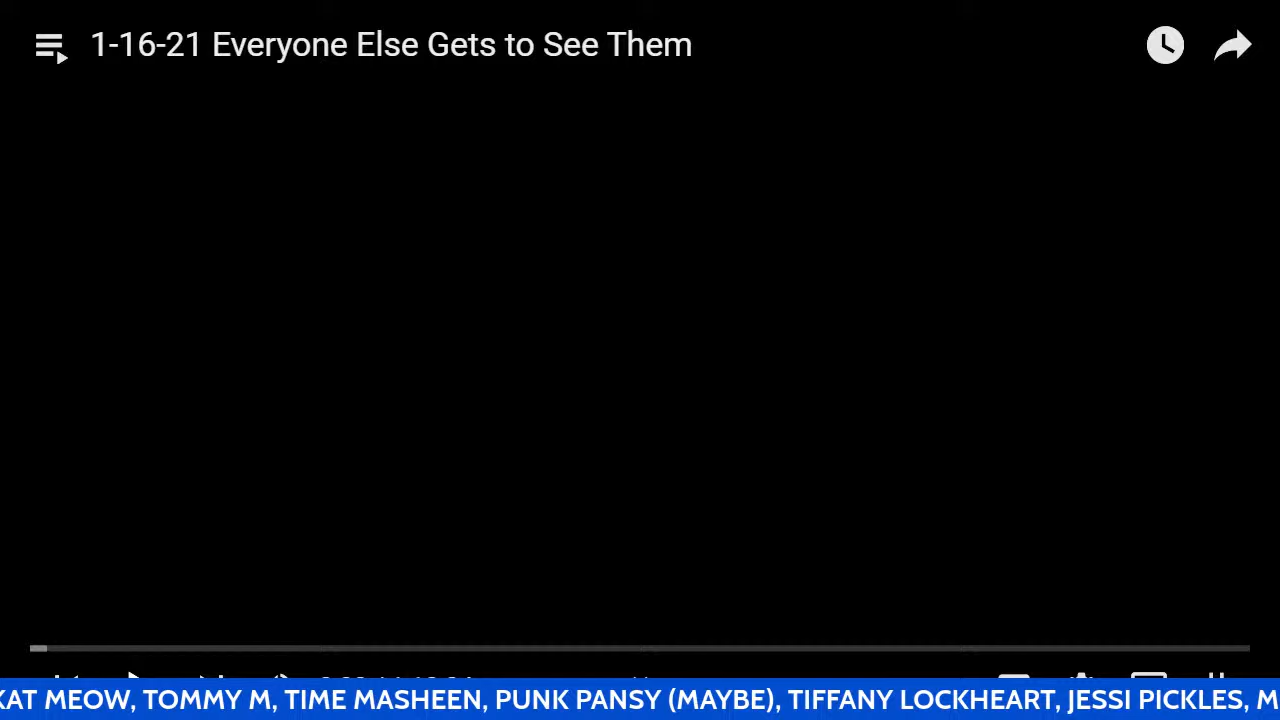 1-16-21 Everyone Else Gets to See Them
KAT MEOW, TOMMY M, TIME MASHEEN, PUNK PANSY (MAYBE), TIFFANY LOCKHEART, JESSI PICKLES, M